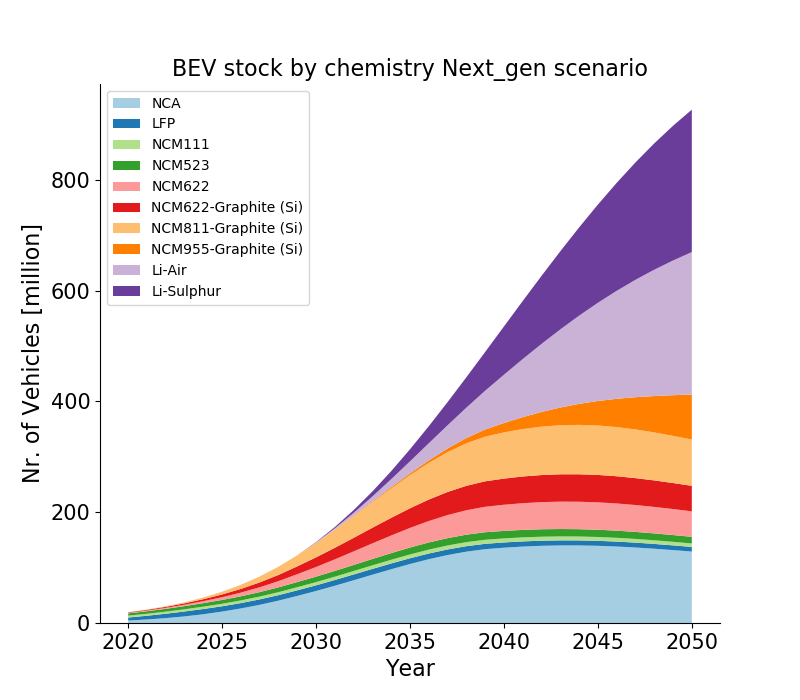 BEV stock by chemistry Next_gen scenario
NCA
LFP
NCM111
NCM523
NCM622
NCM622-Graphite (Si)
NCM811-Graphite (Si)
NCM955-Graphite (Si)
Li-Air
Li-Sulphur
Nr. of Vehicles [million]
800
600
400
200
0
2020 2025 2030 2035 2040 2045 2050
Year